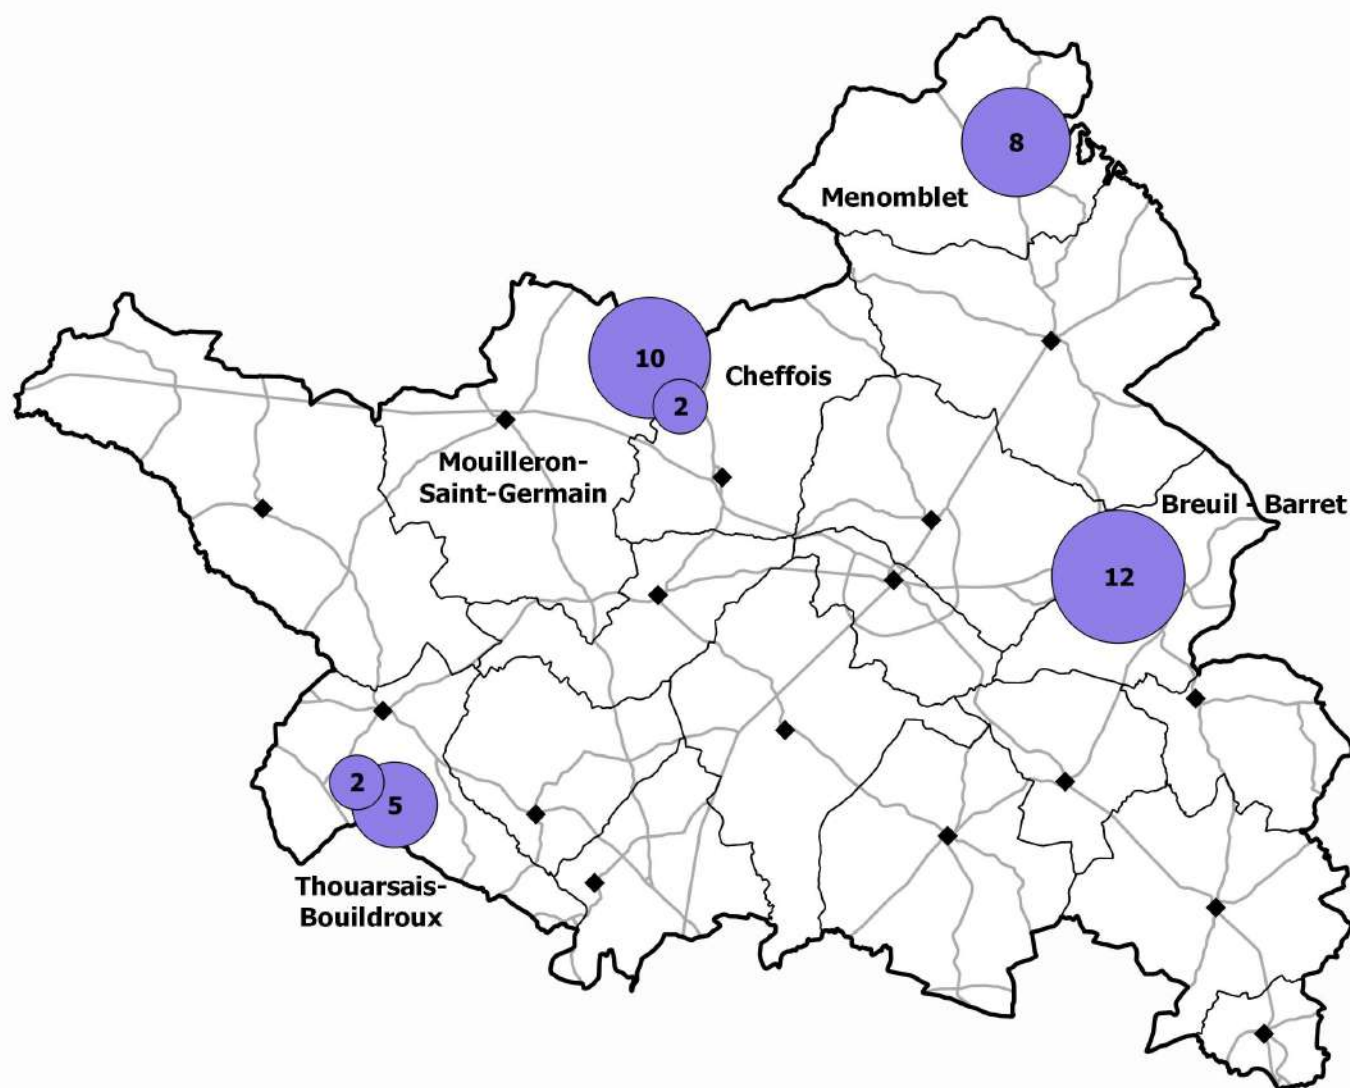 8
Menomblet
10
Cheffois
2
Mouilleron-
Saint-Germain
Breuil - Barret
12
2
5
Thouarsais-
Bouildroux